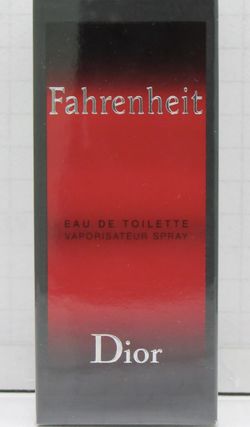 Fahrenheit
EAU DE TOILETTE
VAPORISATEUR SPRAY
Dior